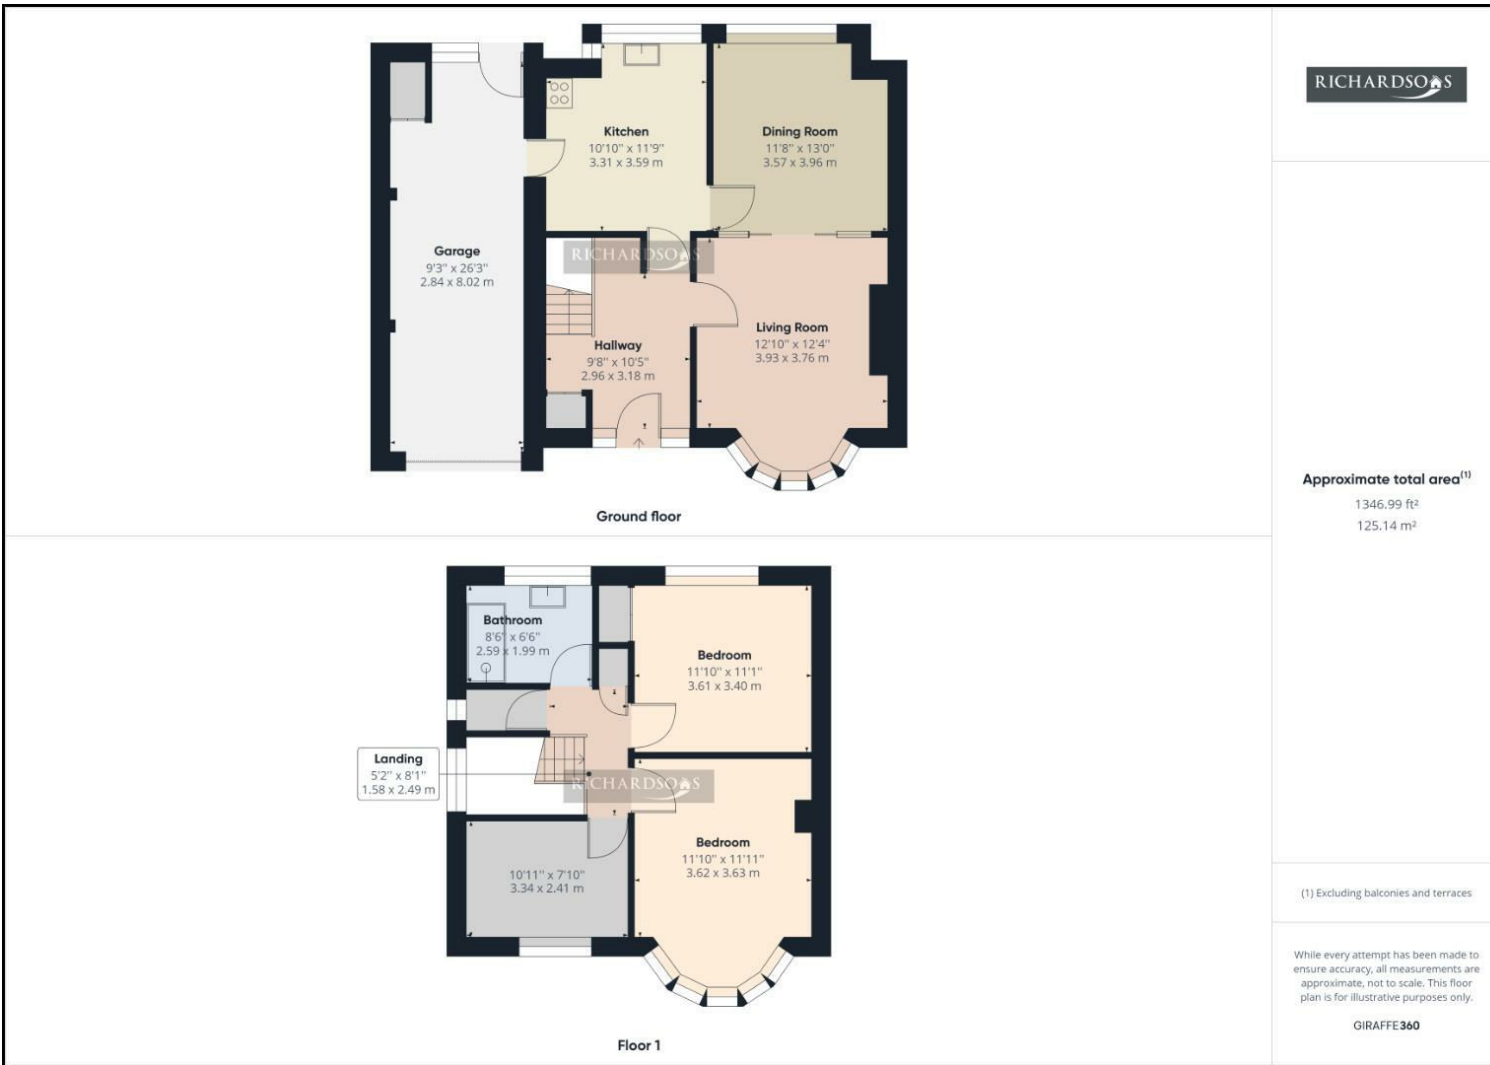 RICHARDSONS
Kitchen
10'10" x 11'9"
3.31 x 3.59 m
Dining Room
11'8" x 13'0"
3.57 x 3.96 m
Garage
9'3" x 26'3"
2.84 x 8.02 m
RICHARDSONS
Hallway
9'8" x 10'5"
2.96 x 3.18 m
Living Room
12'10" x 12'4"
3.93 x 3.76 m
Ground floor
Approximate total area(1)
1346.99 ft²
125.14 m²
Bathroom
8'6" x 6'6"
2.59 x 1.99 m
Bedroom
11'10" x 11'1"
3.61 x 3.40 m
Landing
5'2" x 8'1"
1.58 x 2.49 m
RICHARDSONS
Bedroom
11'10" x 11'11"
3.62 x 3.63 m
10'11" x 7'10"
3.34 x 2.41 m
Floor 1
(1) Excluding balconies and terraces
While every attempt has been made to
ensure accuracy, all measurements are
approximate, not to scale. This floor
plan is for illustrative purposes only.
GIRAFFE360